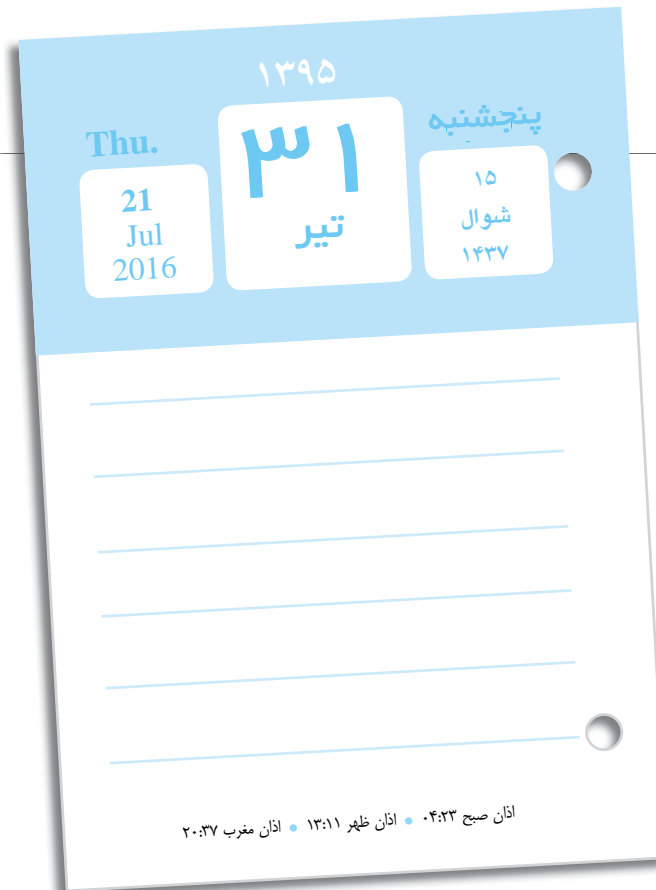 ۱۳۹۵
پنجشنبه
۱۵
شوال
۱۴۳۷
۳۱
تیر
Thu.
21
Jul
2016
اذان صبح ۰۴:۲۳ • اذان ظهر ۱۳:۱۱ • اذان مغرب ۲۰:۳۷